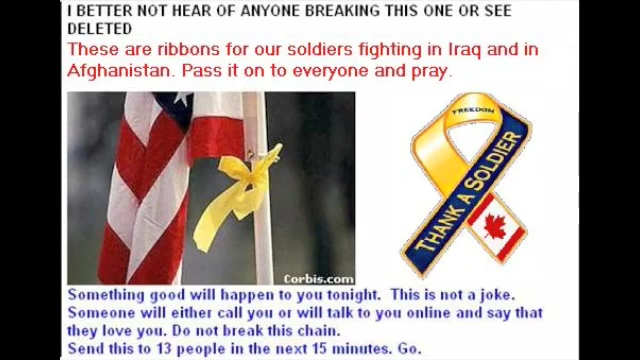 I BETTER NOT HEAR OF ANYONE BREAKING THIS ONE OR SEE
DELETED
These are ribbons for our soldiers fighting in Iraq and in
Afghanistan. Pass it on to everyone and pray.
FREEDOM
THANK A SOLDIER
Corbis.com
Something good will happen to you tonight. This is not a joke.
Someone will either call you or will talk to you online and say that
they love you. Do not break this chain.
Send this to 13 people in the next 15 minutes. Go.